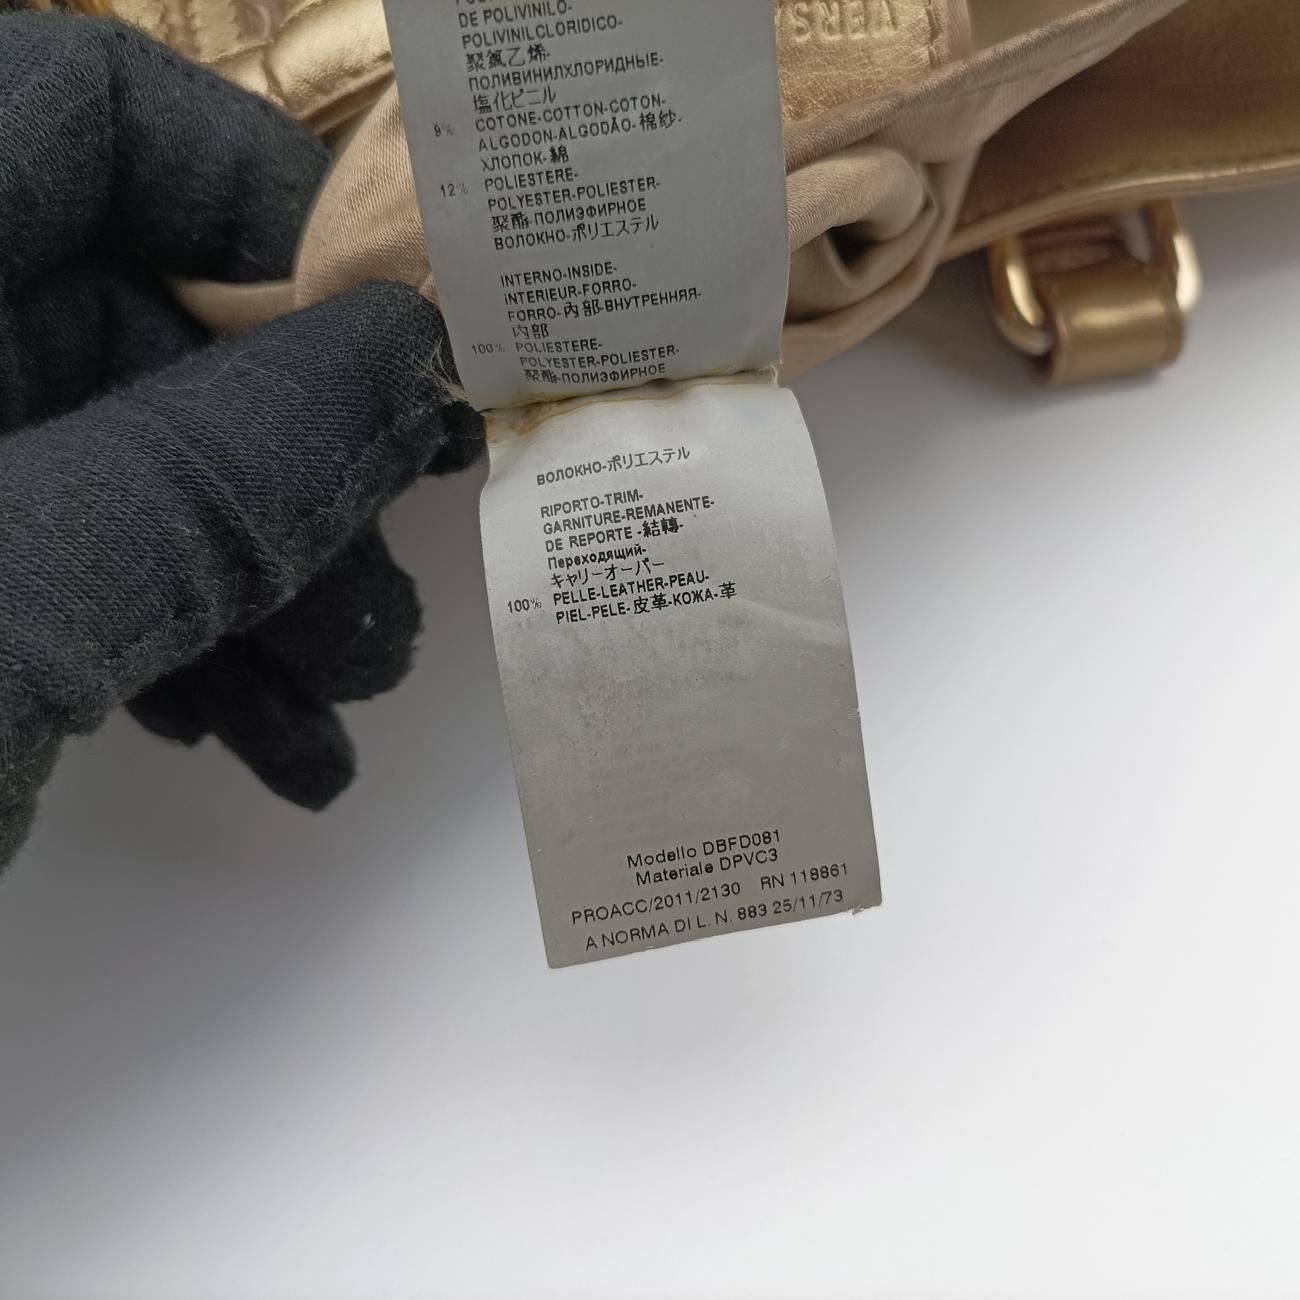 DE POLIVINILO-
POLIVINILCLORIDICO-
聚氯乙烯-
ПОЛИВИНИЛХЛОРИДНЫЕ-
塩化ビニル
9% COTONE-COTTON-COTON-
ALGODON-ALGODÃO-棉纱-
ХЛОПОК-綿
12% POLIESTERE-
POLYESTER-POLIESTER-
聚酯-ПОЛИЭФИРНОЕ
ВОЛОКНО-ポリエステル
INTERNO-INSIDE-
INTERIEUR-FORRO-
FORRO-內部-ВНУТРЕННЯЯ-
内部
100% POLIESTERE-
POLYESTER-POLIESTER-
聚酯-ПОЛИЭФИРНОЕ
ВОЛОКНО-ポリエステル
RIPORTO-TRIM-
GARNITURE-REMANENTE-
DE REPORTE -結轉-
Переходящий-
キャリーオーバー
100% PELLE-LEATHER-PEAU-
PIEL-PELE-皮革-КОЖА-革
Modello DBFD081
Materiale DPVC3
PROACC/2011/2130 RN 118861
A NORMA DI L. N. 883 25/11/73